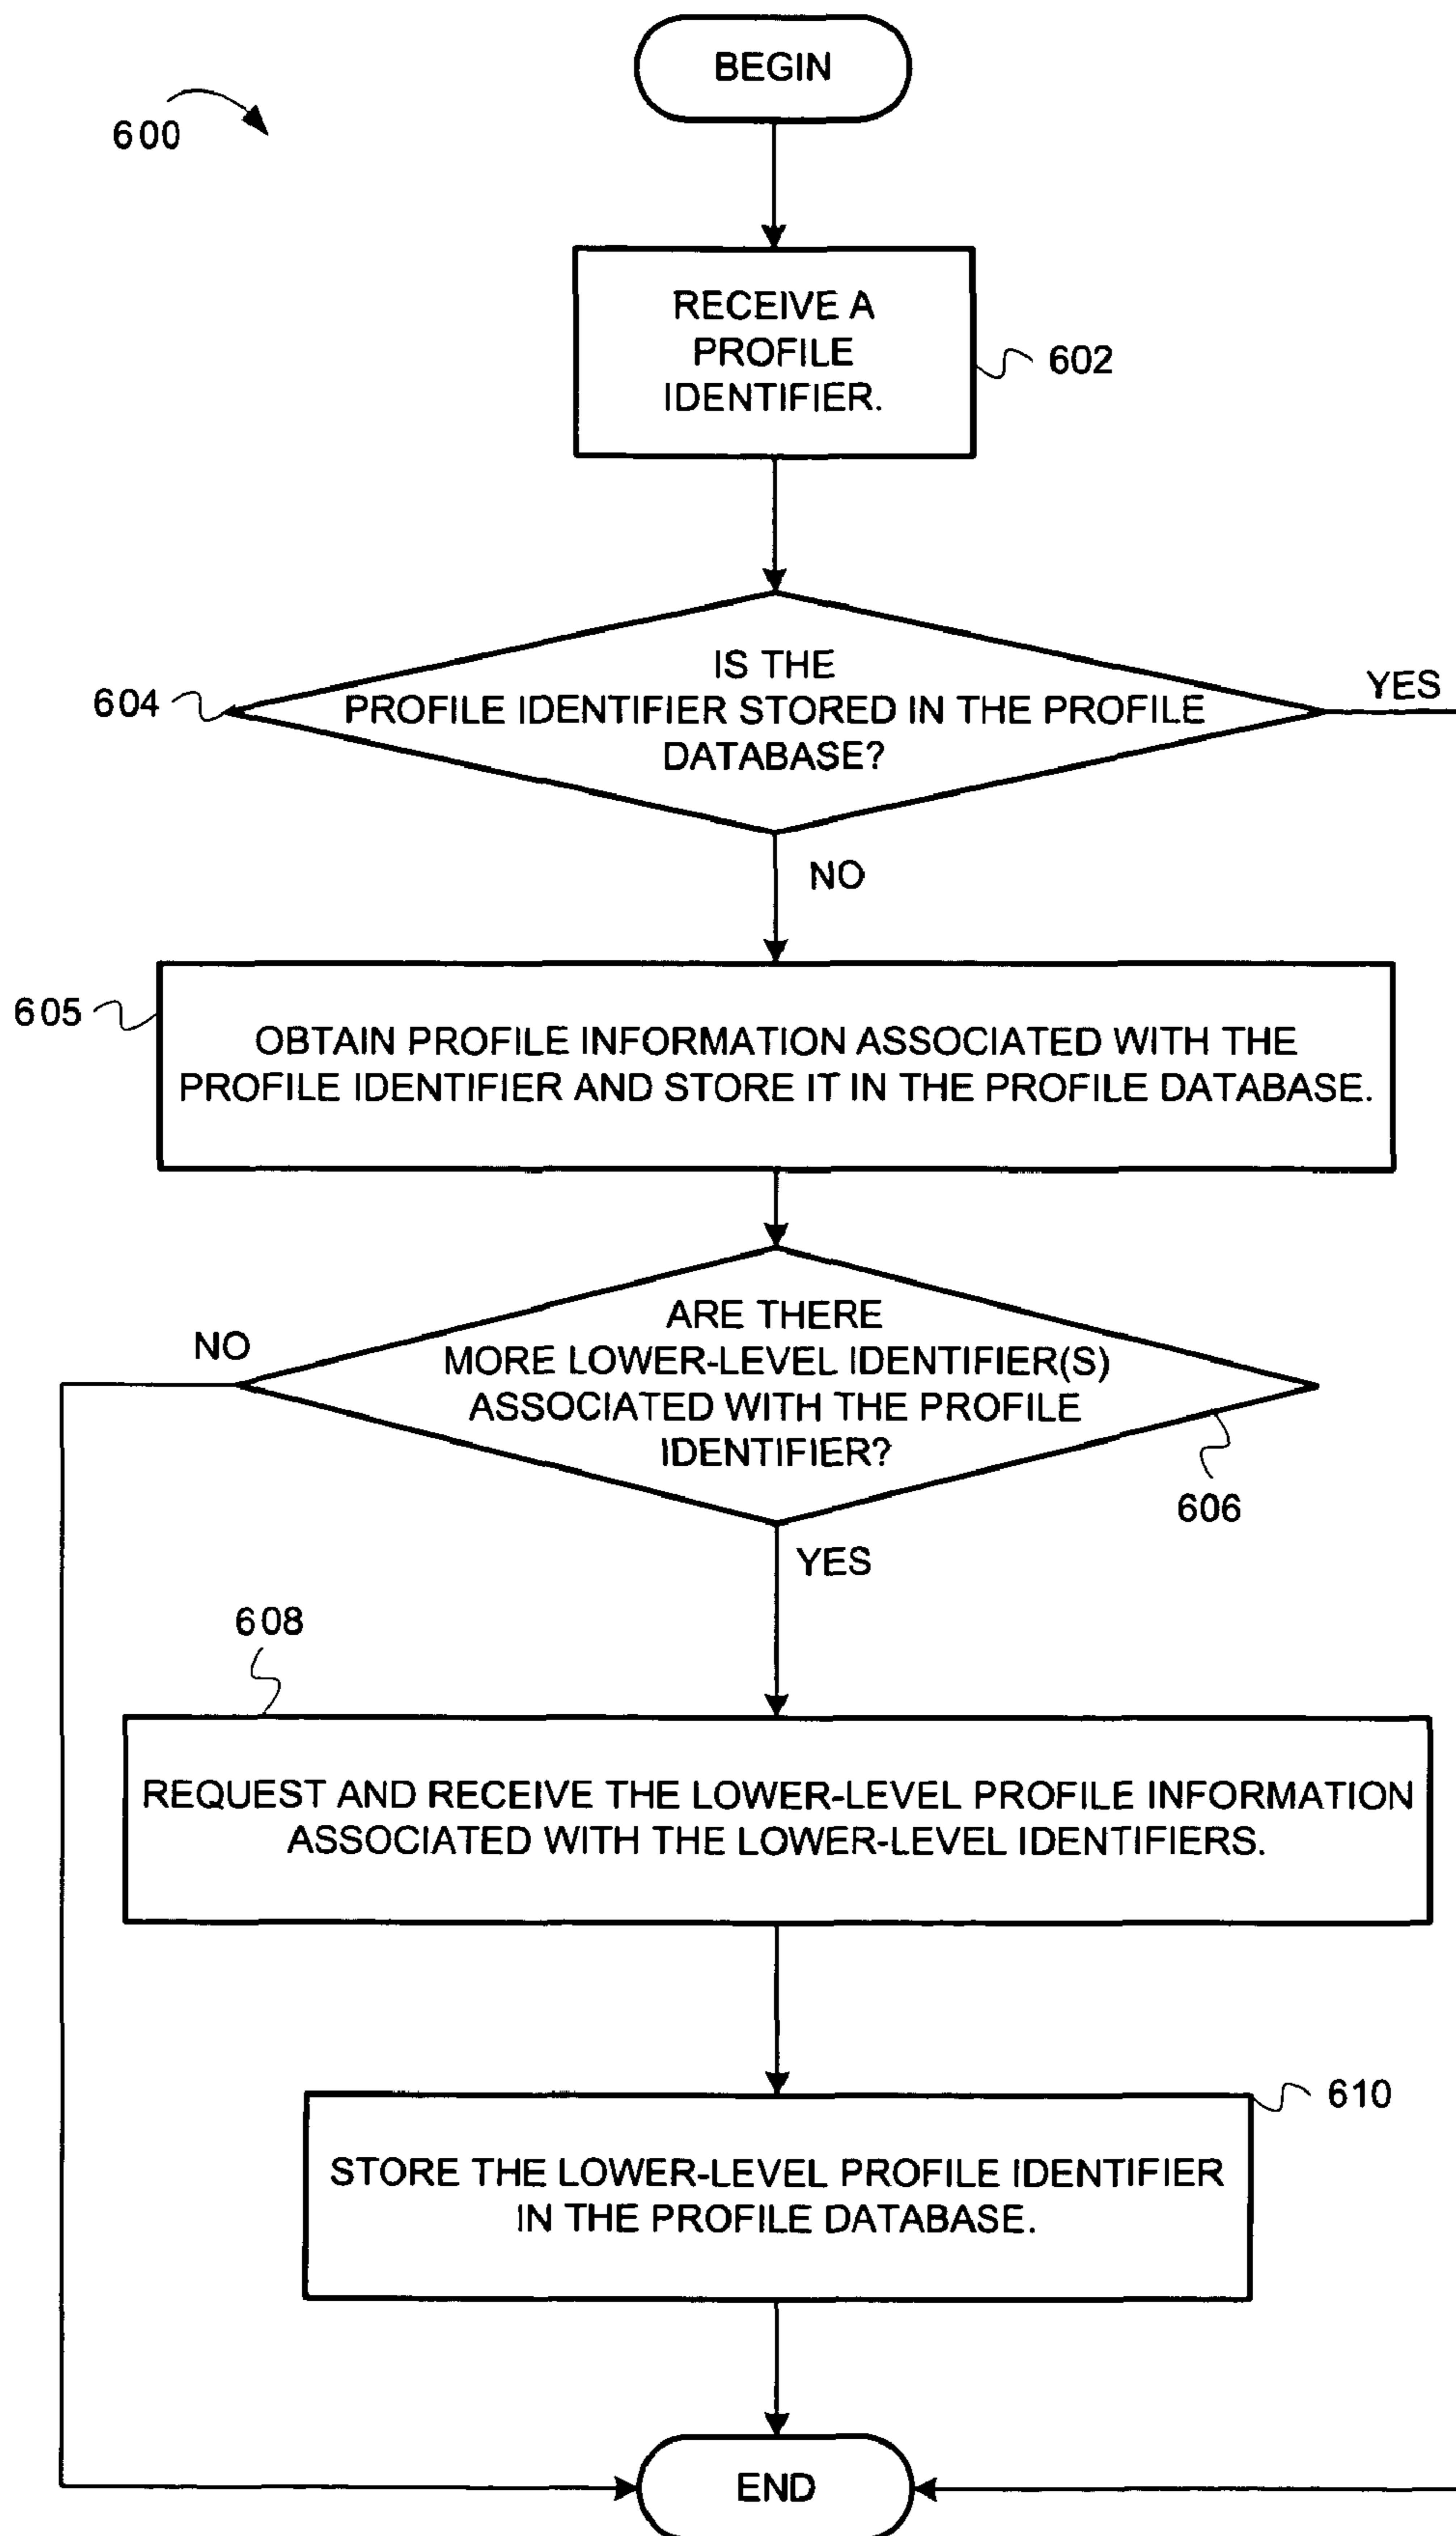 BEGIN
600
RECEIVE A
PROFILE
IDENTIFIER.
602
IS THE
PROFILE IDENTIFIER STORED IN THE PROFILE
DATABASE?
604
YES
NO
605
OBTAIN PROFILE INFORMATION ASSOCIATED WITH THE
PROFILE IDENTIFIER AND STORE IT IN THE PROFILE DATABASE.
ARE THERE
MORE LOWER-LEVEL IDENTIFIER(S)
ASSOCIATED WITH THE PROFILE
IDENTIFIER?
NO
606
YES
608
REQUEST AND RECEIVE THE LOWER-LEVEL PROFILE INFORMATION
ASSOCIATED WITH THE LOWER-LEVEL IDENTIFIERS.
610
STORE THE LOWER-LEVEL PROFILE IDENTIFIER
IN THE PROFILE DATABASE.
END